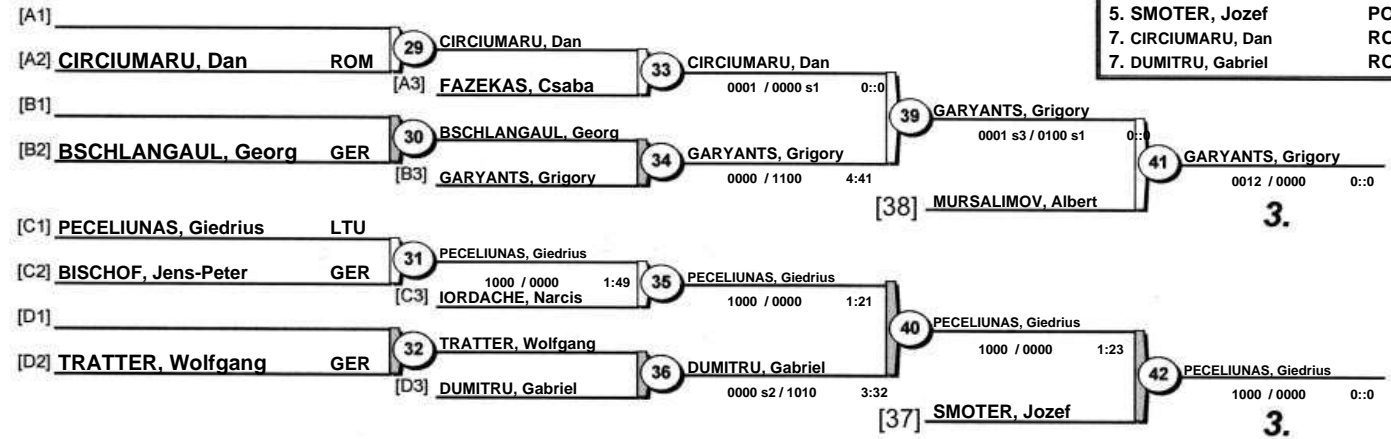 5. SMOTER, Jozef
7. CIRCIUMARU, Dan
7. DUMITRU, Gabriel
[A1]
[A2] CIRCIUMARU, Dan ROM
29
CIRCIUMARU, Dan
[A3] FAZEKAS, Csaba
33
CIRCIUMARU, Dan
0001 / 0000 s1 0::0
[B1]
[B2] BSCHLANGAUL, Georg GER
30
BSCHLANGAUL, Georg
[B3] GARYANTS, Grigory
34
GARYANTS, Grigory
0000 / 1100 4:41
39
GARYANTS, Grigory
0001 s3 / 0100 s1 0::0
[38] MURSALIMOV, Albert
41
GARYANTS, Grigory
0012 / 0000 0::0
3.
[C1] PECELIUNAS, Giedrius LTU
[C2] BISCHOF, Jens-Peter GER
31
PECELIUNAS, Giedrius
1000 / 0000 1:49
[C3] IORDACHE, Narcis
35
PECELIUNAS, Giedrius
1000 / 0000 1:21
[D1]
[D2] TRATTER, Wolfgang GER
32
TRATTER, Wolfgang
[D3] DUMITRU, Gabriel
36
DUMITRU, Gabriel
0000 s2 / 1010 3:32
40
PECELIUNAS, Giedrius
1000 / 0000 1:23
[37] SMOTER, Jozef
42
PECELIUNAS, Giedrius
1000 / 0000 0::0
3.